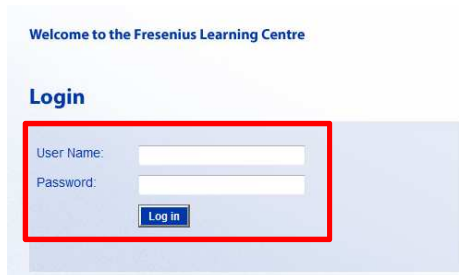 Welcome to the Fresenius Learning Centre
Login
User Name:
Password:
Log in